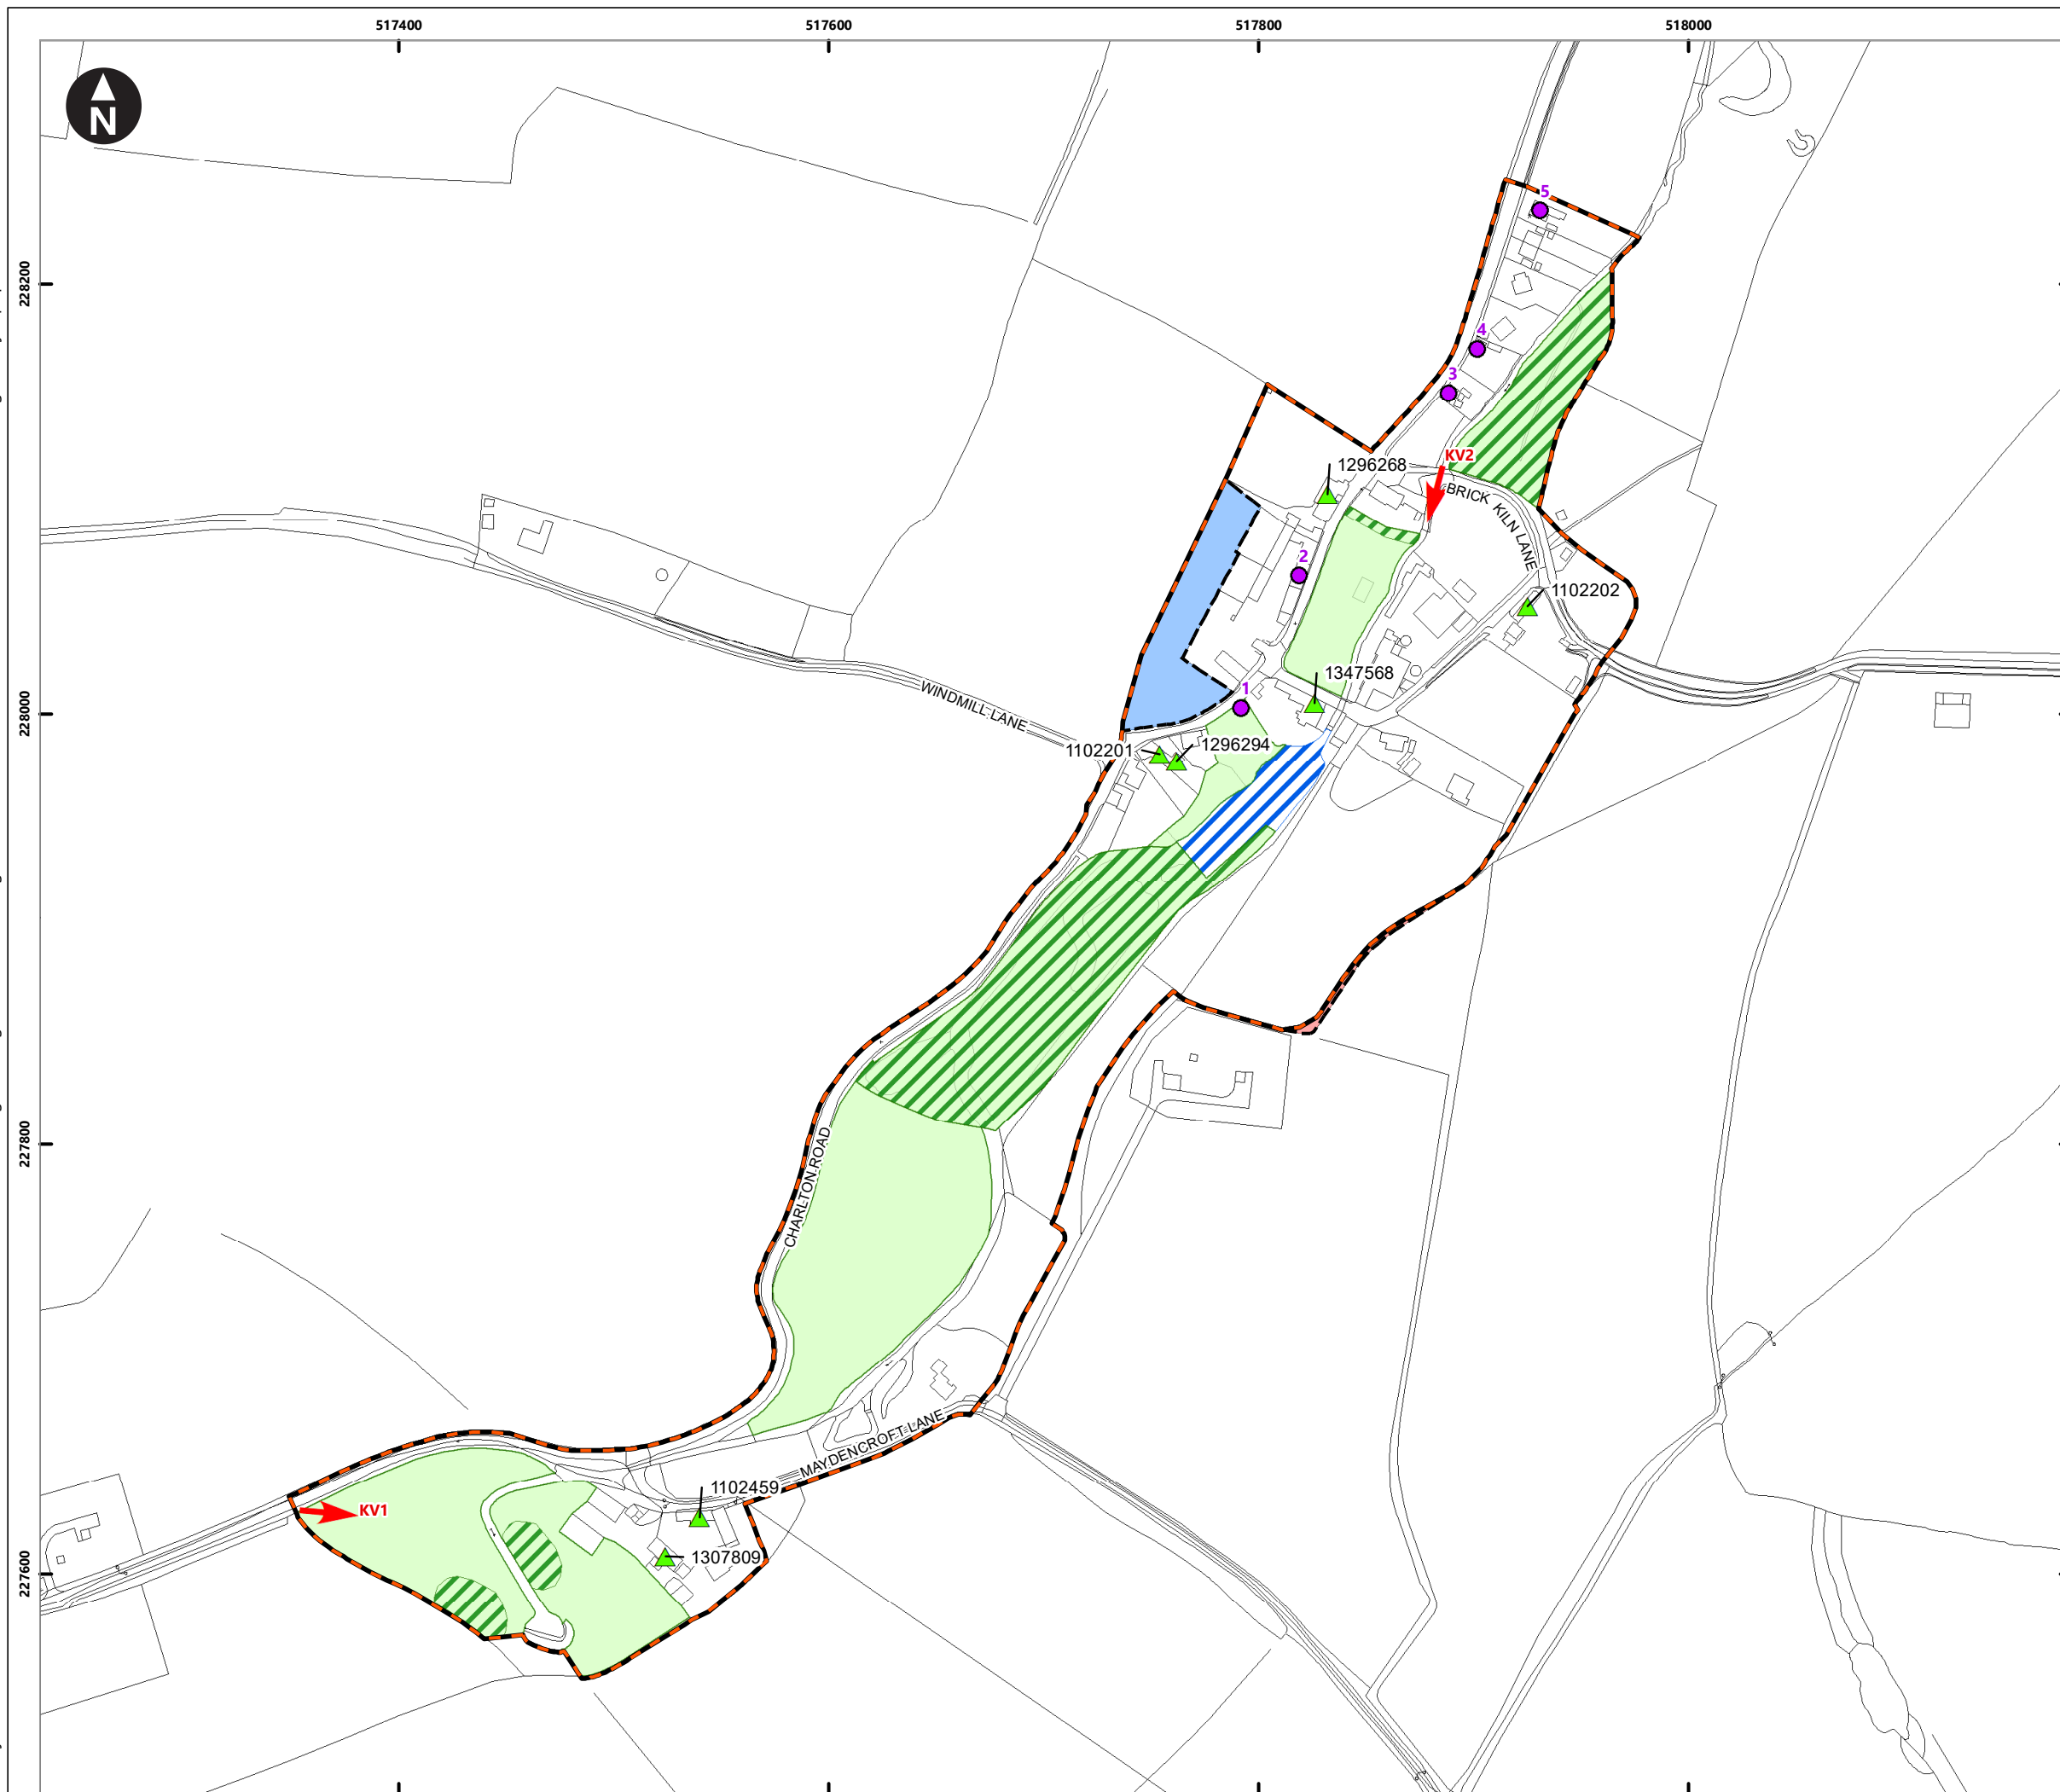 517400
517600
517800
518000
N
5
228200
4
3
KV2
1296268
BRICK KILN LANE
2
1102202
1347568
1
WINDMILL LANE
228000
1102201
1296294
227800
CHARLTON ROAD
MAYDENCROFT LANE
1102459
KV1
1307809
227600